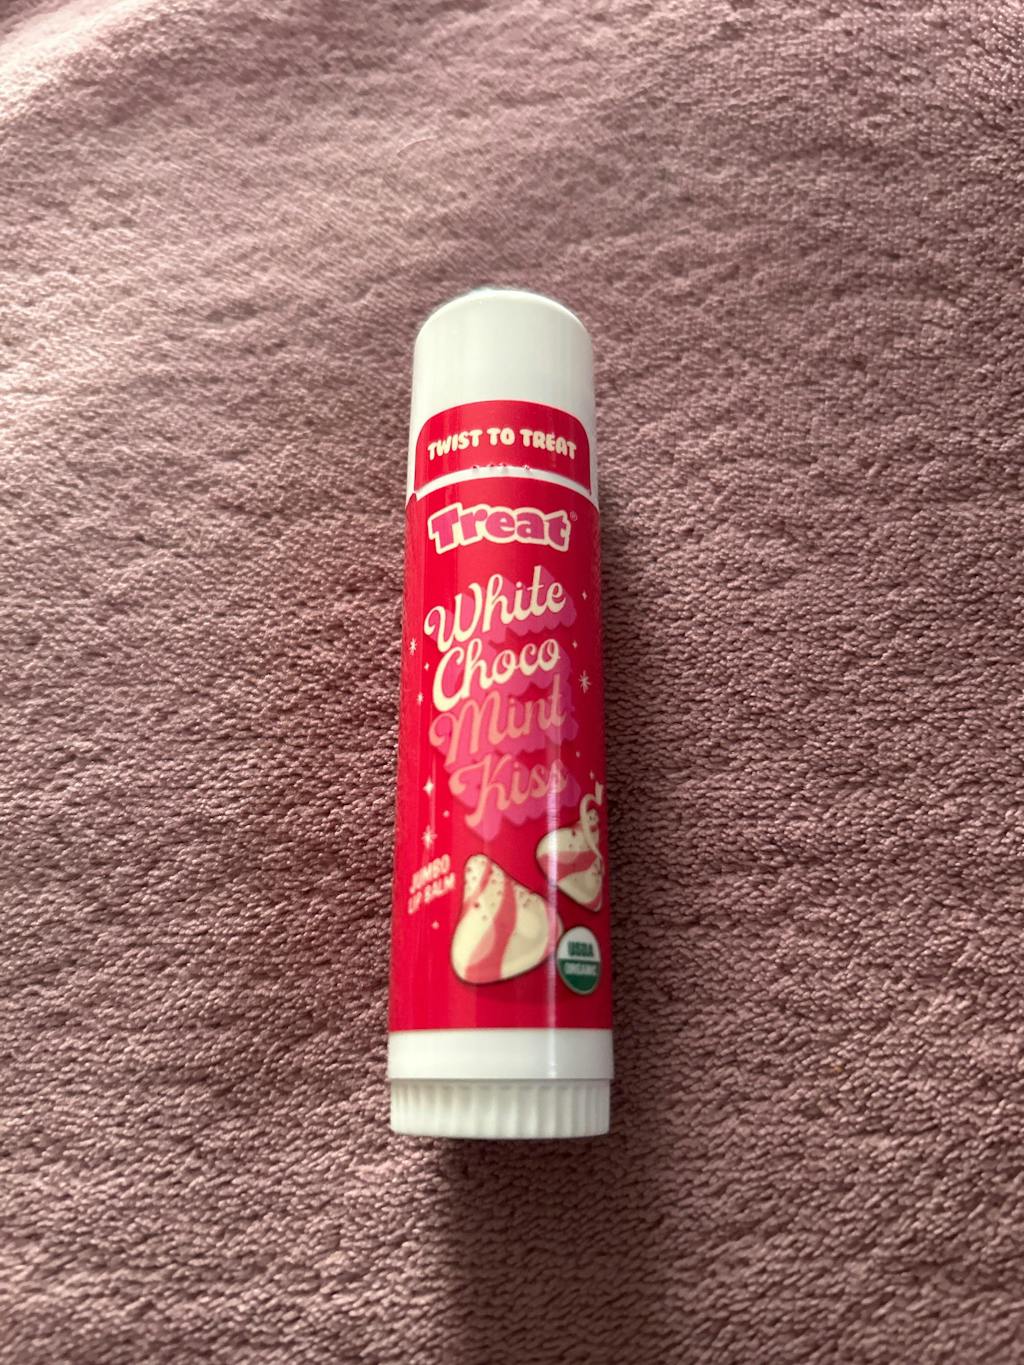 TWIST TO TREAT
Treat®
White
Choco
Mint
Kiss
JUMBO
LIP BALM
USDA
ORGANIC